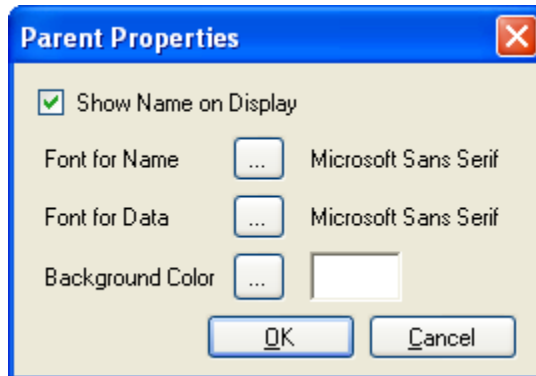 Parent Properties
Show Name on Display
Font for Name ... Microsoft Sans Serif
Font for Data ... Microsoft Sans Serif
Background Color ...
OK Cancel